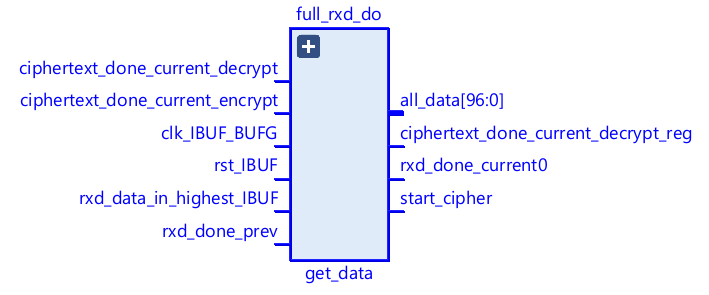 full_rxd_do
ciphertext_done_current_decrypt
ciphertext_done_current_encrypt
clk_IBUF_BUFG
rst_IBUF
rxd_data_in_highest_IBUF
rxd_done_prev
all_data[96:0]
ciphertext_done_current_decrypt_reg
rxd_done_current0
start_cipher
get_data